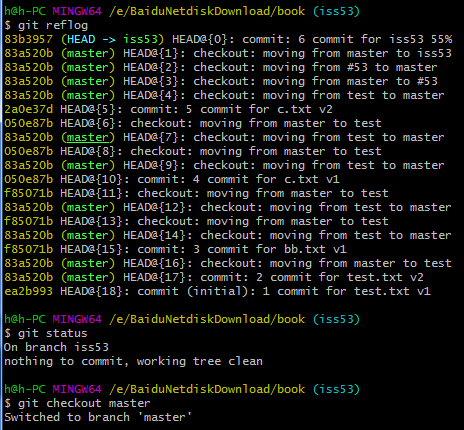 h@h-PC MINGW64 /e/BaiduNetdiskDownload/book (iss53)
$ git reflog
83b3957 (HEAD -> iss53) HEAD@{0}: commit: 6 commit for iss53 55%
83a520b (master) HEAD@{1}: checkout: moving from master to iss53
83a520b (master) HEAD@{2}: checkout: moving from #53 to master
83a520b (master) HEAD@{3}: checkout: moving from master to #53
83a520b (master) HEAD@{4}: checkout: moving from test to master
2a0e37d HEAD@{5}: commit: 5 commit for c.txt v2
050e87b HEAD@{6}: checkout: moving from master to test
83a520b (master) HEAD@{7}: checkout: moving from test to master
050e87b HEAD@{8}: checkout: moving from master to test
83a520b (master) HEAD@{9}: checkout: moving from test to master
050e87b HEAD@{10}: commit: 4 commit for c.txt v1
f85071b HEAD@{11}: checkout: moving from master to test
83a520b (master) HEAD@{12}: checkout: moving from test to master
f85071b HEAD@{13}: checkout: moving from master to test
83a520b (master) HEAD@{14}: checkout: moving from test to master
f85071b HEAD@{15}: commit: 3 commit for bb.txt v1
83a520b (master) HEAD@{16}: checkout: moving from master to test
83a520b (master) HEAD@{17}: commit: 2 commit for test.txt v2
ea2b993 HEAD@{18}: commit (initial): 1 commit for test.txt v1
h@h-PC MINGW64 /e/BaiduNetdiskDownload/book (iss53)
$ git status
On branch iss53
nothing to commit, working tree clean
h@h-PC MINGW64 /e/BaiduNetdiskDownload/book (iss53)
$ git checkout master
Switched to branch 'master'